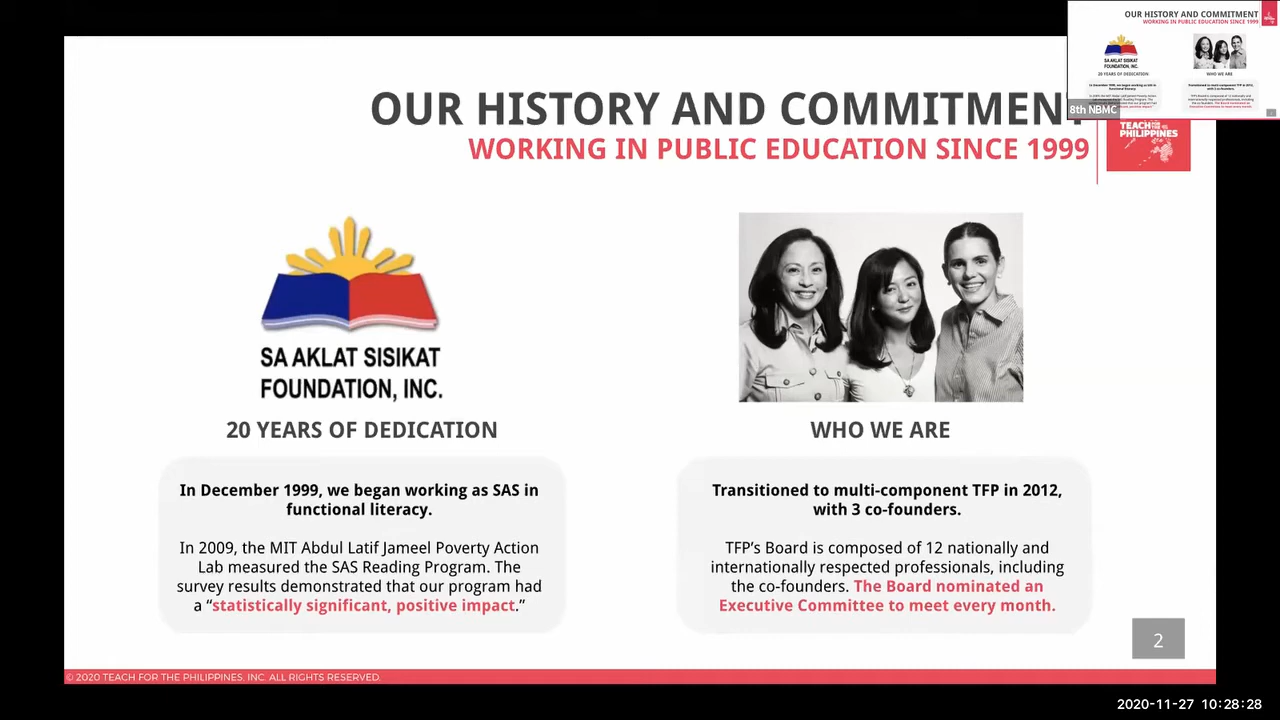 OUR HISTORY AND COMMITMENT
WORKING IN PUBLIC EDUCATION SINCE 1999
OUR HISTORY AND COMMITMENT
WORKING IN PUBLIC EDUCATION SINCE 1999
SA AKLAT SISIKAT
FOUNDATION, INC.
20 YEARS OF DEDICATION
WHO WE ARE
8th NBMC
TEACH
FOR THE
PHILIPPINES
SA AKLAT SISIKAT
FOUNDATION, INC.
20 YEARS OF DEDICATION
In December 1999, we began working as SAS in
functional literacy.
In 2009, the MIT Abdul Latif Jameel Poverty Action
Lab measured the SAS Reading Program. The
survey results demonstrated that our program had
a “statistically significant, positive impact.”
WHO WE ARE
Transitioned to multi-component TFP in 2012,
with 3 co-founders.
TFP’s Board is composed of 12 nationally and
internationally respected professionals, including
the co-founders. The Board nominated an
Executive Committee to meet every month.
2
© 2020 TEACH FOR THE PHILIPPINES, INC. ALL RIGHTS RESERVED.
2020-11-27 10:28:28